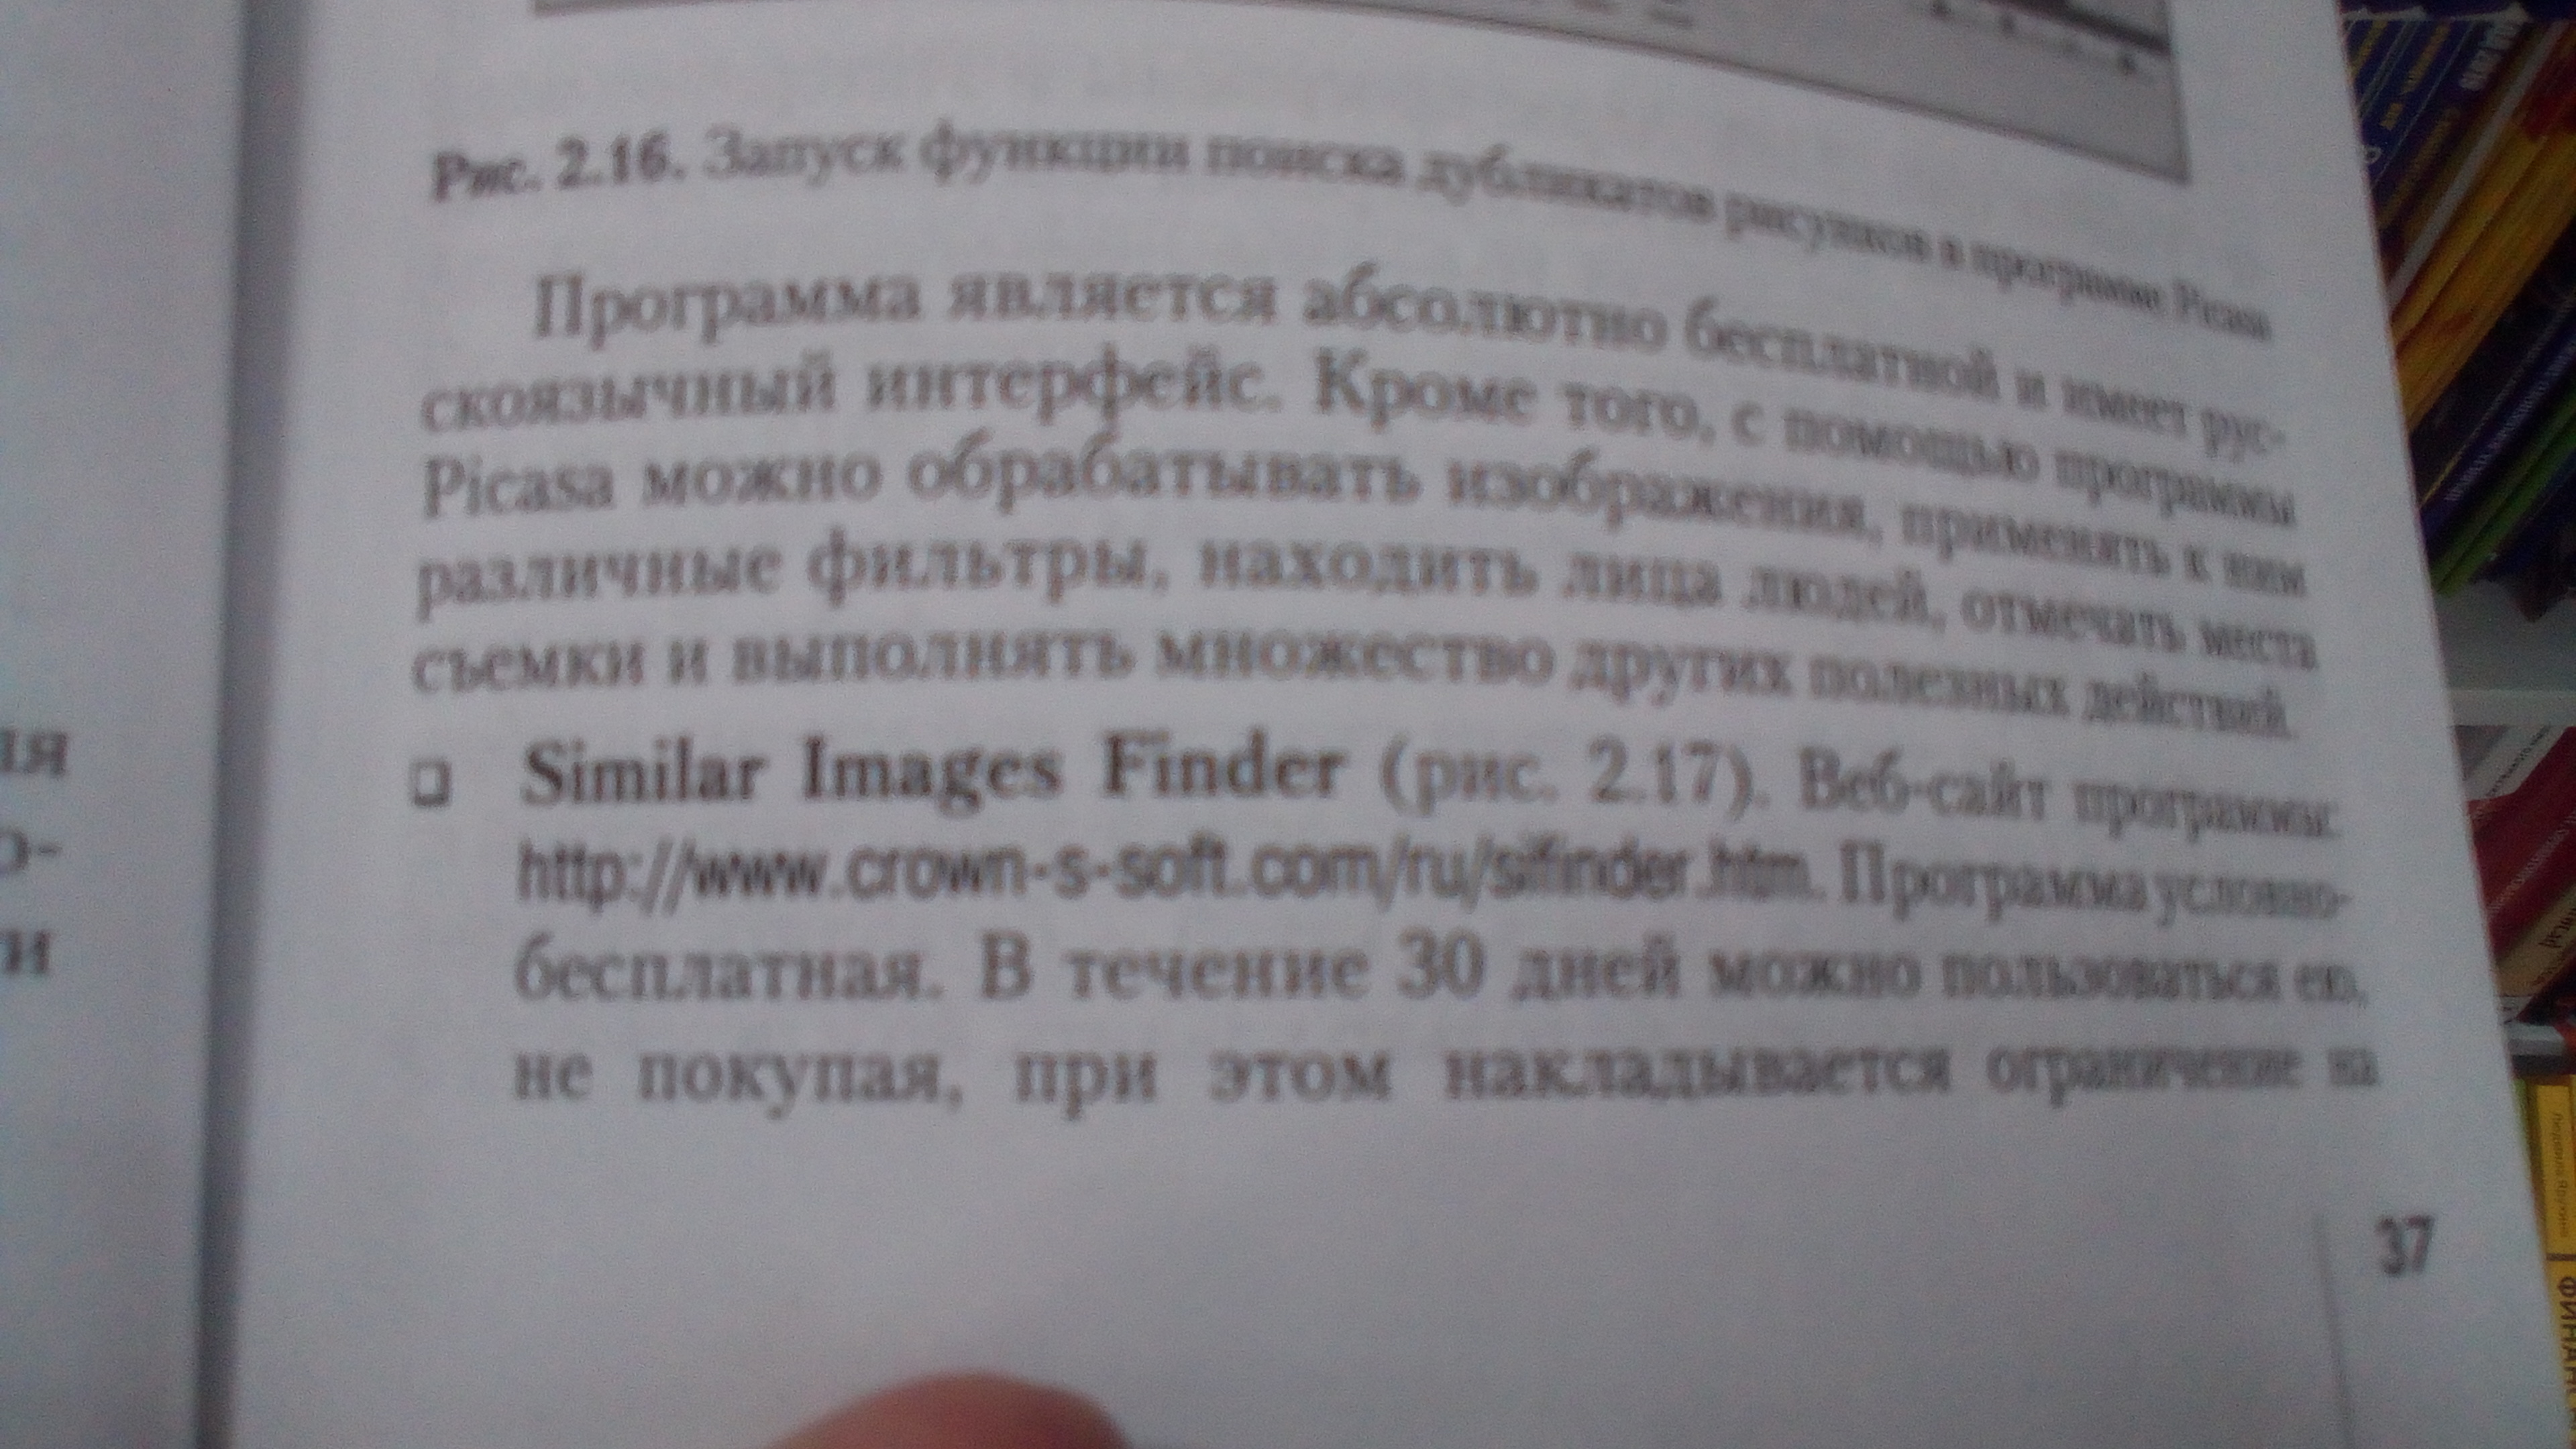 ия
о-
ти
Рис. 2.16. Запуск функции поиска дубликатов рисунков в программе Picasa
Программа является абсолютно бесплатной и имеет рус-
скоязычный интерфейс. Кроме того, с помощью программы
Picasa можно обрабатывать изображения, применять к ним
различные фильтры, находить лица людей, отмечать места
съемки и выполнять множество других полезных действий.
❑ Similar Images Finder (рис. 2.17). Веб-сайт программы:
http://www.crown-s-soft.com/ru/sifinder.htm. Программа условно-
бесплатная. В течение 30 дней можно пользоваться ею,
не покупая, при этом накладывается ограничение на
37